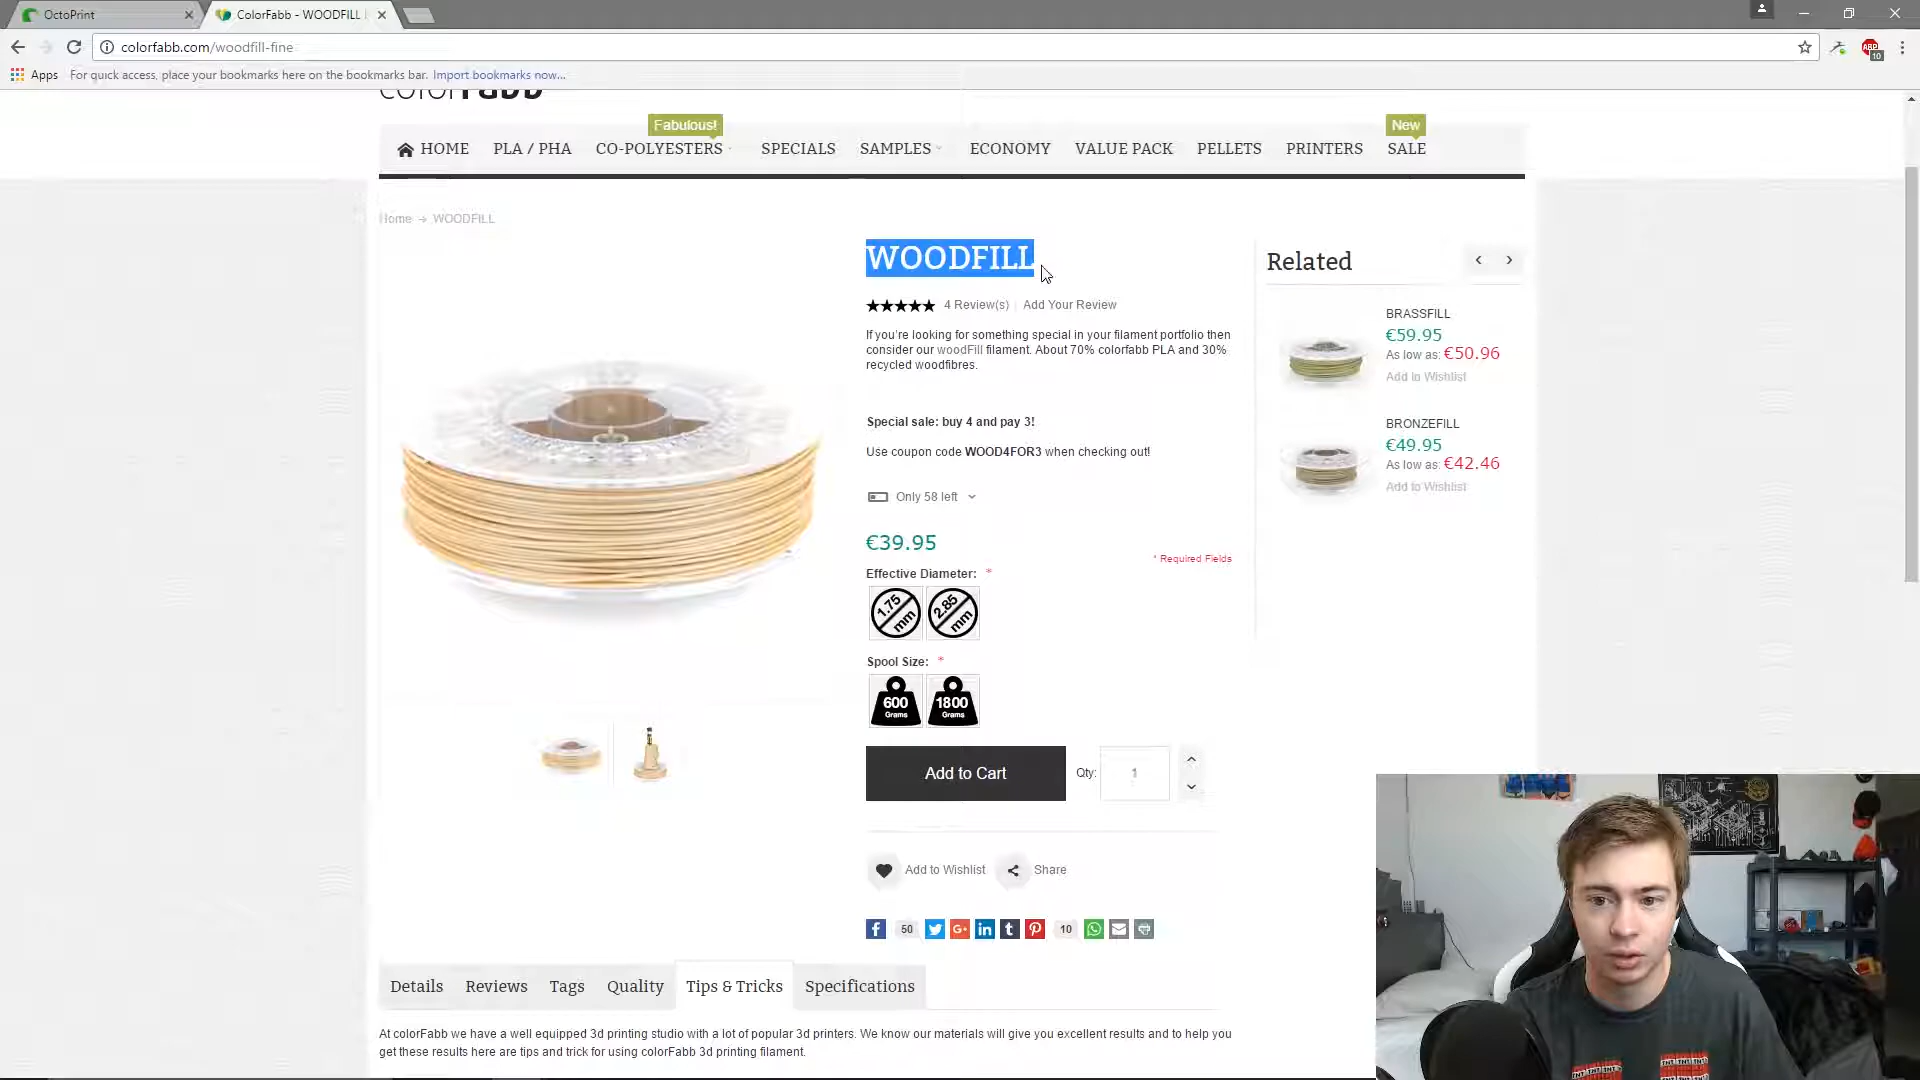 OctoPrint
ColorFabb - WOODFILL
colorfabb.com/woodfill-fine
ABP
10
Apps
For quick access, place your bookmarks here on the bookmarks bar. Import bookmarks now...
colorFabb
Fabulous!
New
HOME
PLA / PHA
CO-POLYESTERS
SPECIALS
SAMPLES
ECONOMY
VALUE PACK
PELLETS
PRINTERS
SALE
Home → WOODFILL
WOODFILL
4 Review(s)
Add Your Review
If you're looking for something special in your filament portfolio then
consider our woodFill filament. About 70% colorfabb PLA and 30%
recycled woodfibres.
Special sale: buy 4 and pay 3!
Use coupon code WOOD4FOR3 when checking out!
Only 58 left
€39.95
* Required Fields
Effective Diameter: *
1.75 mm
2.85 mm
Spool Size: *
600 Grams
1800 Grams
Add to Cart
Qty:
1
Add to Wishlist
Share
50
10
Related
BRASSFILL
€59.95
As low as: €50.96
Add to Wishlist
BRONZEFILL
€49.95
As low as: €42.46
Add to Wishlist
Details
Reviews
Tags
Quality
Tips & Tricks
Specifications
At colorFabb we have a well equipped 3d printing studio with a lot of popular 3d printers. We know our materials will give you excellent results and to help you
get these results here are tips and trick for using colorFabb 3d printing filament.
TNT TNT TNT
TNT TNT TNT